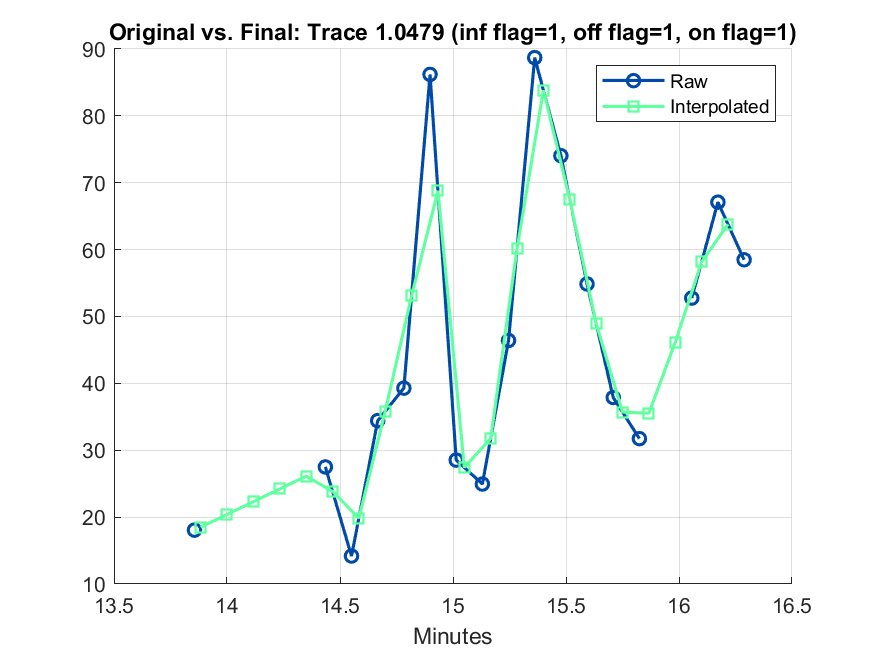 Original vs. Final: Trace 1.0479 (inf flag=1, off flag=1, on flag=1)
90
80
70
60
50
40
30
20
10
Raw
Interpolated
13.5 14 14.5 15 15.5 16 16.5
Minutes